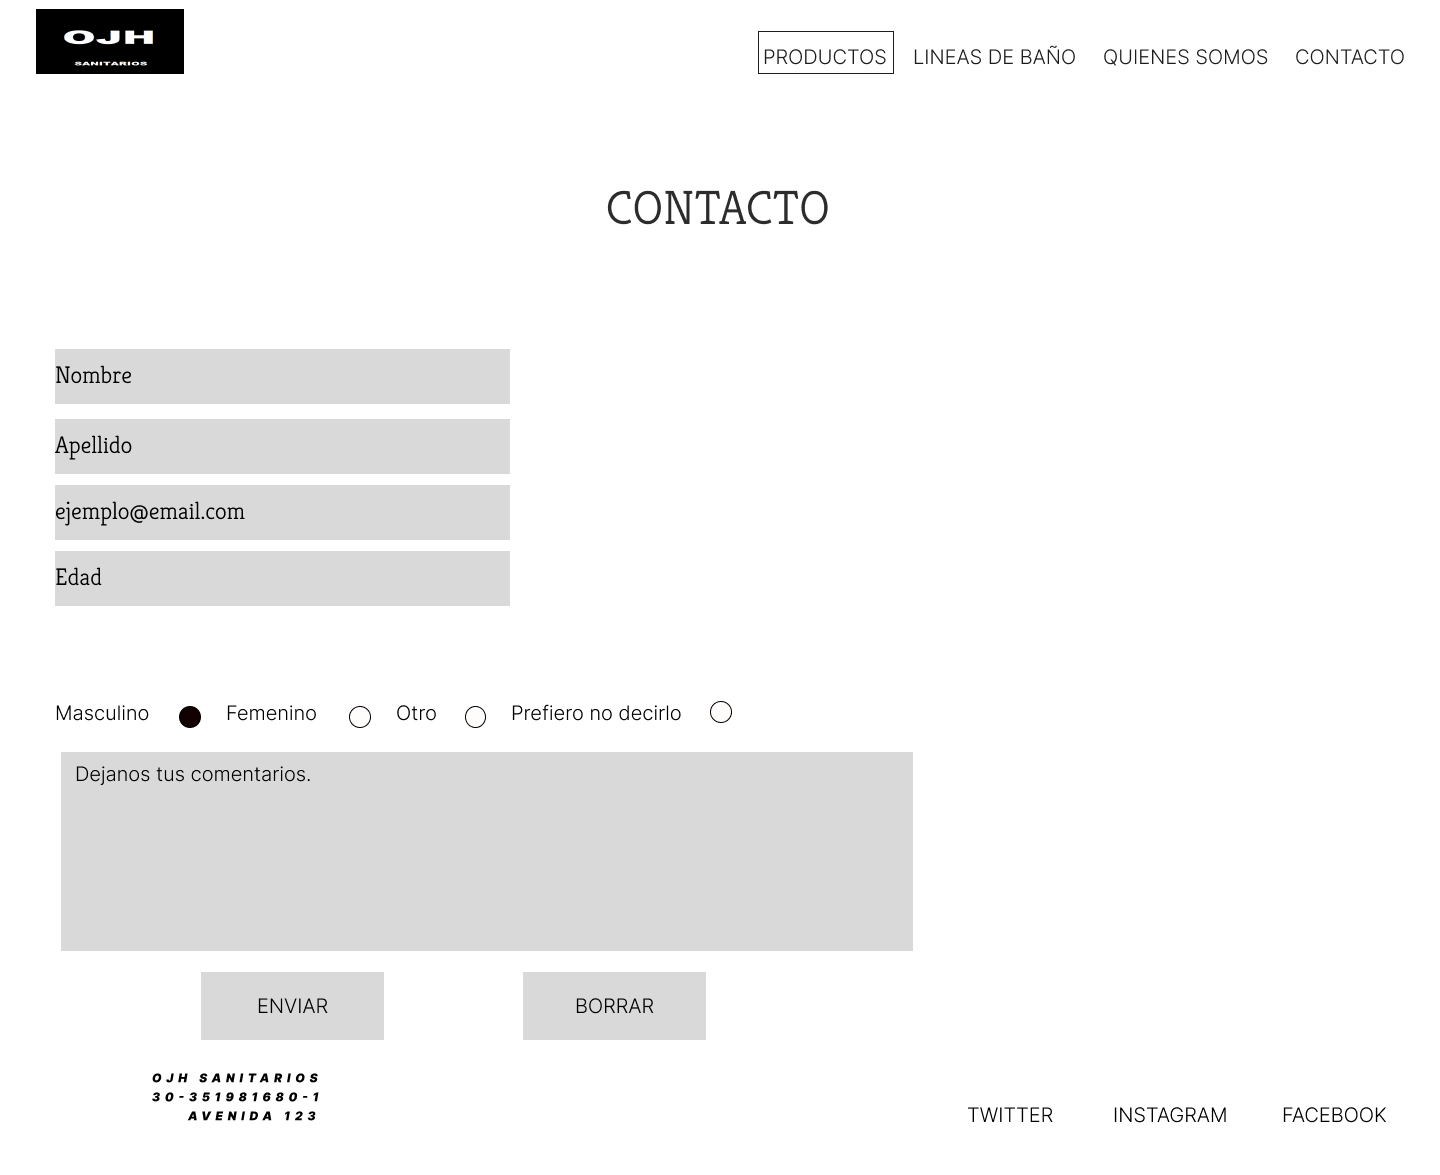 OJH
SANITARIOS
PRODUCTOS LINEAS DE BAÑO QUIENES SOMOS CONTACTO
CONTACTO
Nombre
Apellido
ejemplo@email.com
Edad
Masculino Femenino Otro Prefiero no decirlo
Dejanos tus comentarios.
ENVIAR BORRAR
OJH SANITARIOS
30-351981680-1
AVENIDA 123
TWITTER INSTAGRAM FACEBOOK